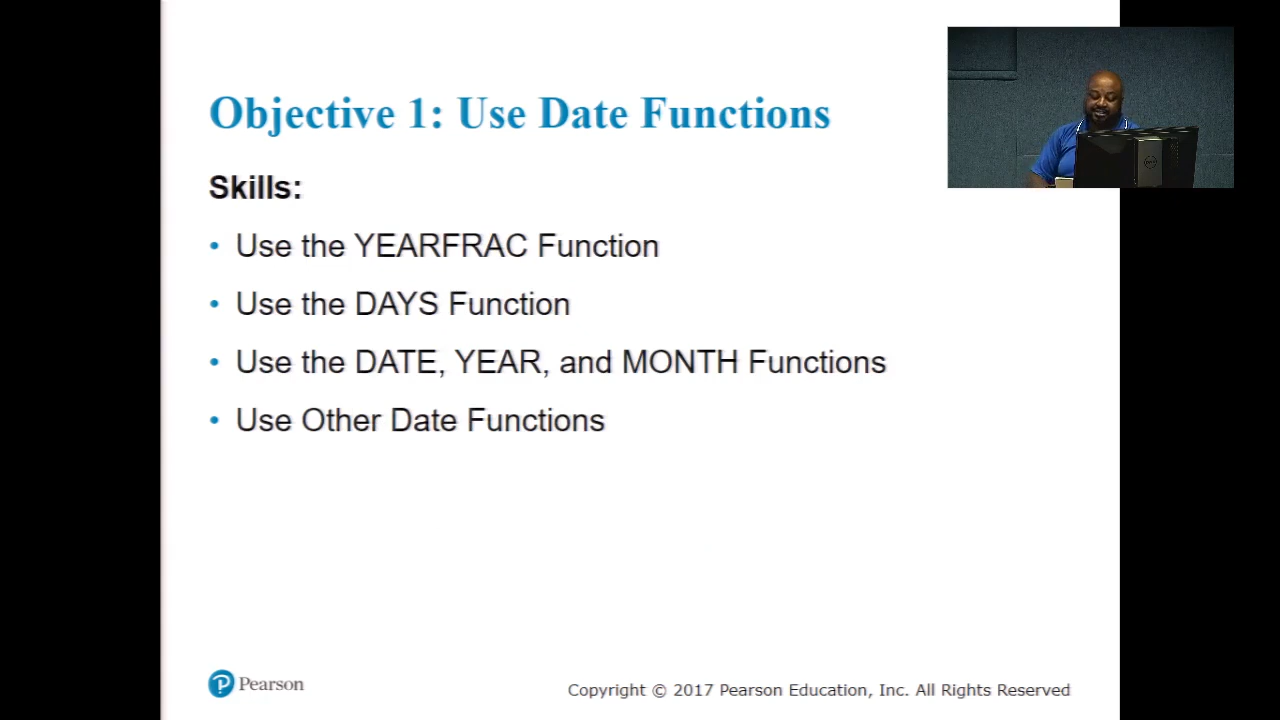 Objective 1: Use Date Functions
Skills:
• Use the YEARFRAC Function
• Use the DAYS Function
• Use the DATE, YEAR, and MONTH Functions
• Use Other Date Functions
Pearson
Copyright © 2017 Pearson Education, Inc. All Rights Reserved